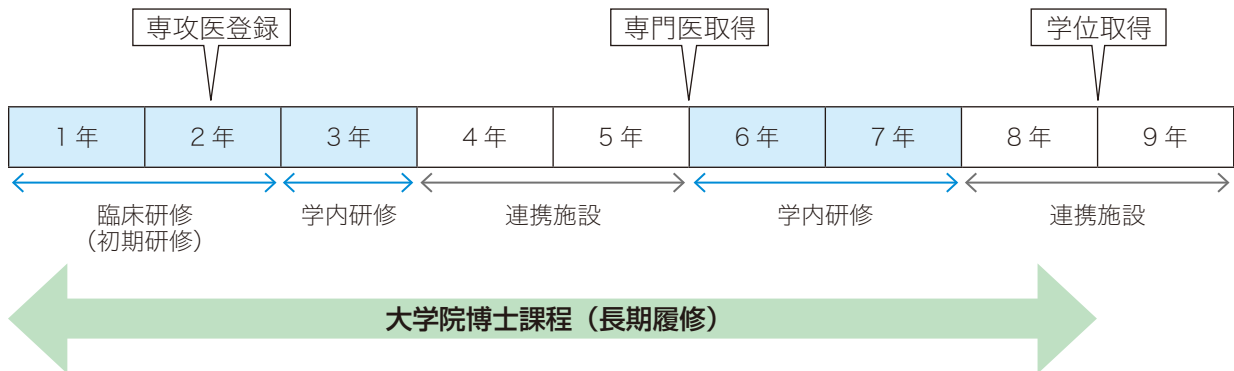 専攻医登録
専門医取得
学位取得
1年
2年
3年
4年
5年
6年
7年
8年
9年
臨床研修
（初期研修）
学内研修
連携施設
学内研修
連携施設
大学院博士課程（長期履修）